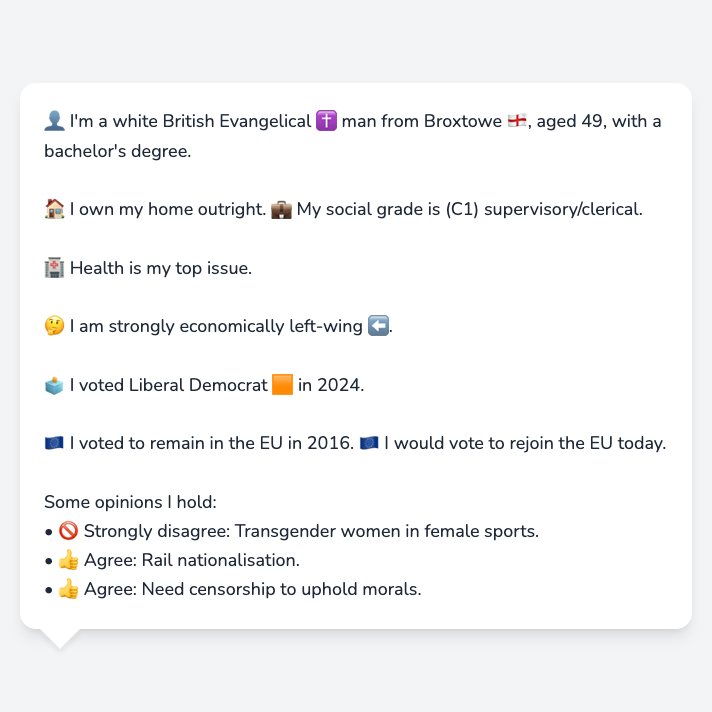 👤 I'm a white British Evangelical ✝️ man from Broxtowe 🏴󠁧󠁢󠁥󠁮󠁧󠁿, aged 49, with a
bachelor's degree.
🏠 I own my home outright. 💼 My social grade is (C1) supervisory/clerical.
🏥 Health is my top issue.
🤔 I am strongly economically left-wing ⬅️.
🗳️ I voted Liberal Democrat 🟧 in 2024.
🇪🇺 I voted to remain in the EU in 2016. 🇪🇺 I would vote to rejoin the EU today.
Some opinions I hold:
• 🚫 Strongly disagree: Transgender women in female sports.
• 👍 Agree: Rail nationalisation.
• 👍 Agree: Need censorship to uphold morals.